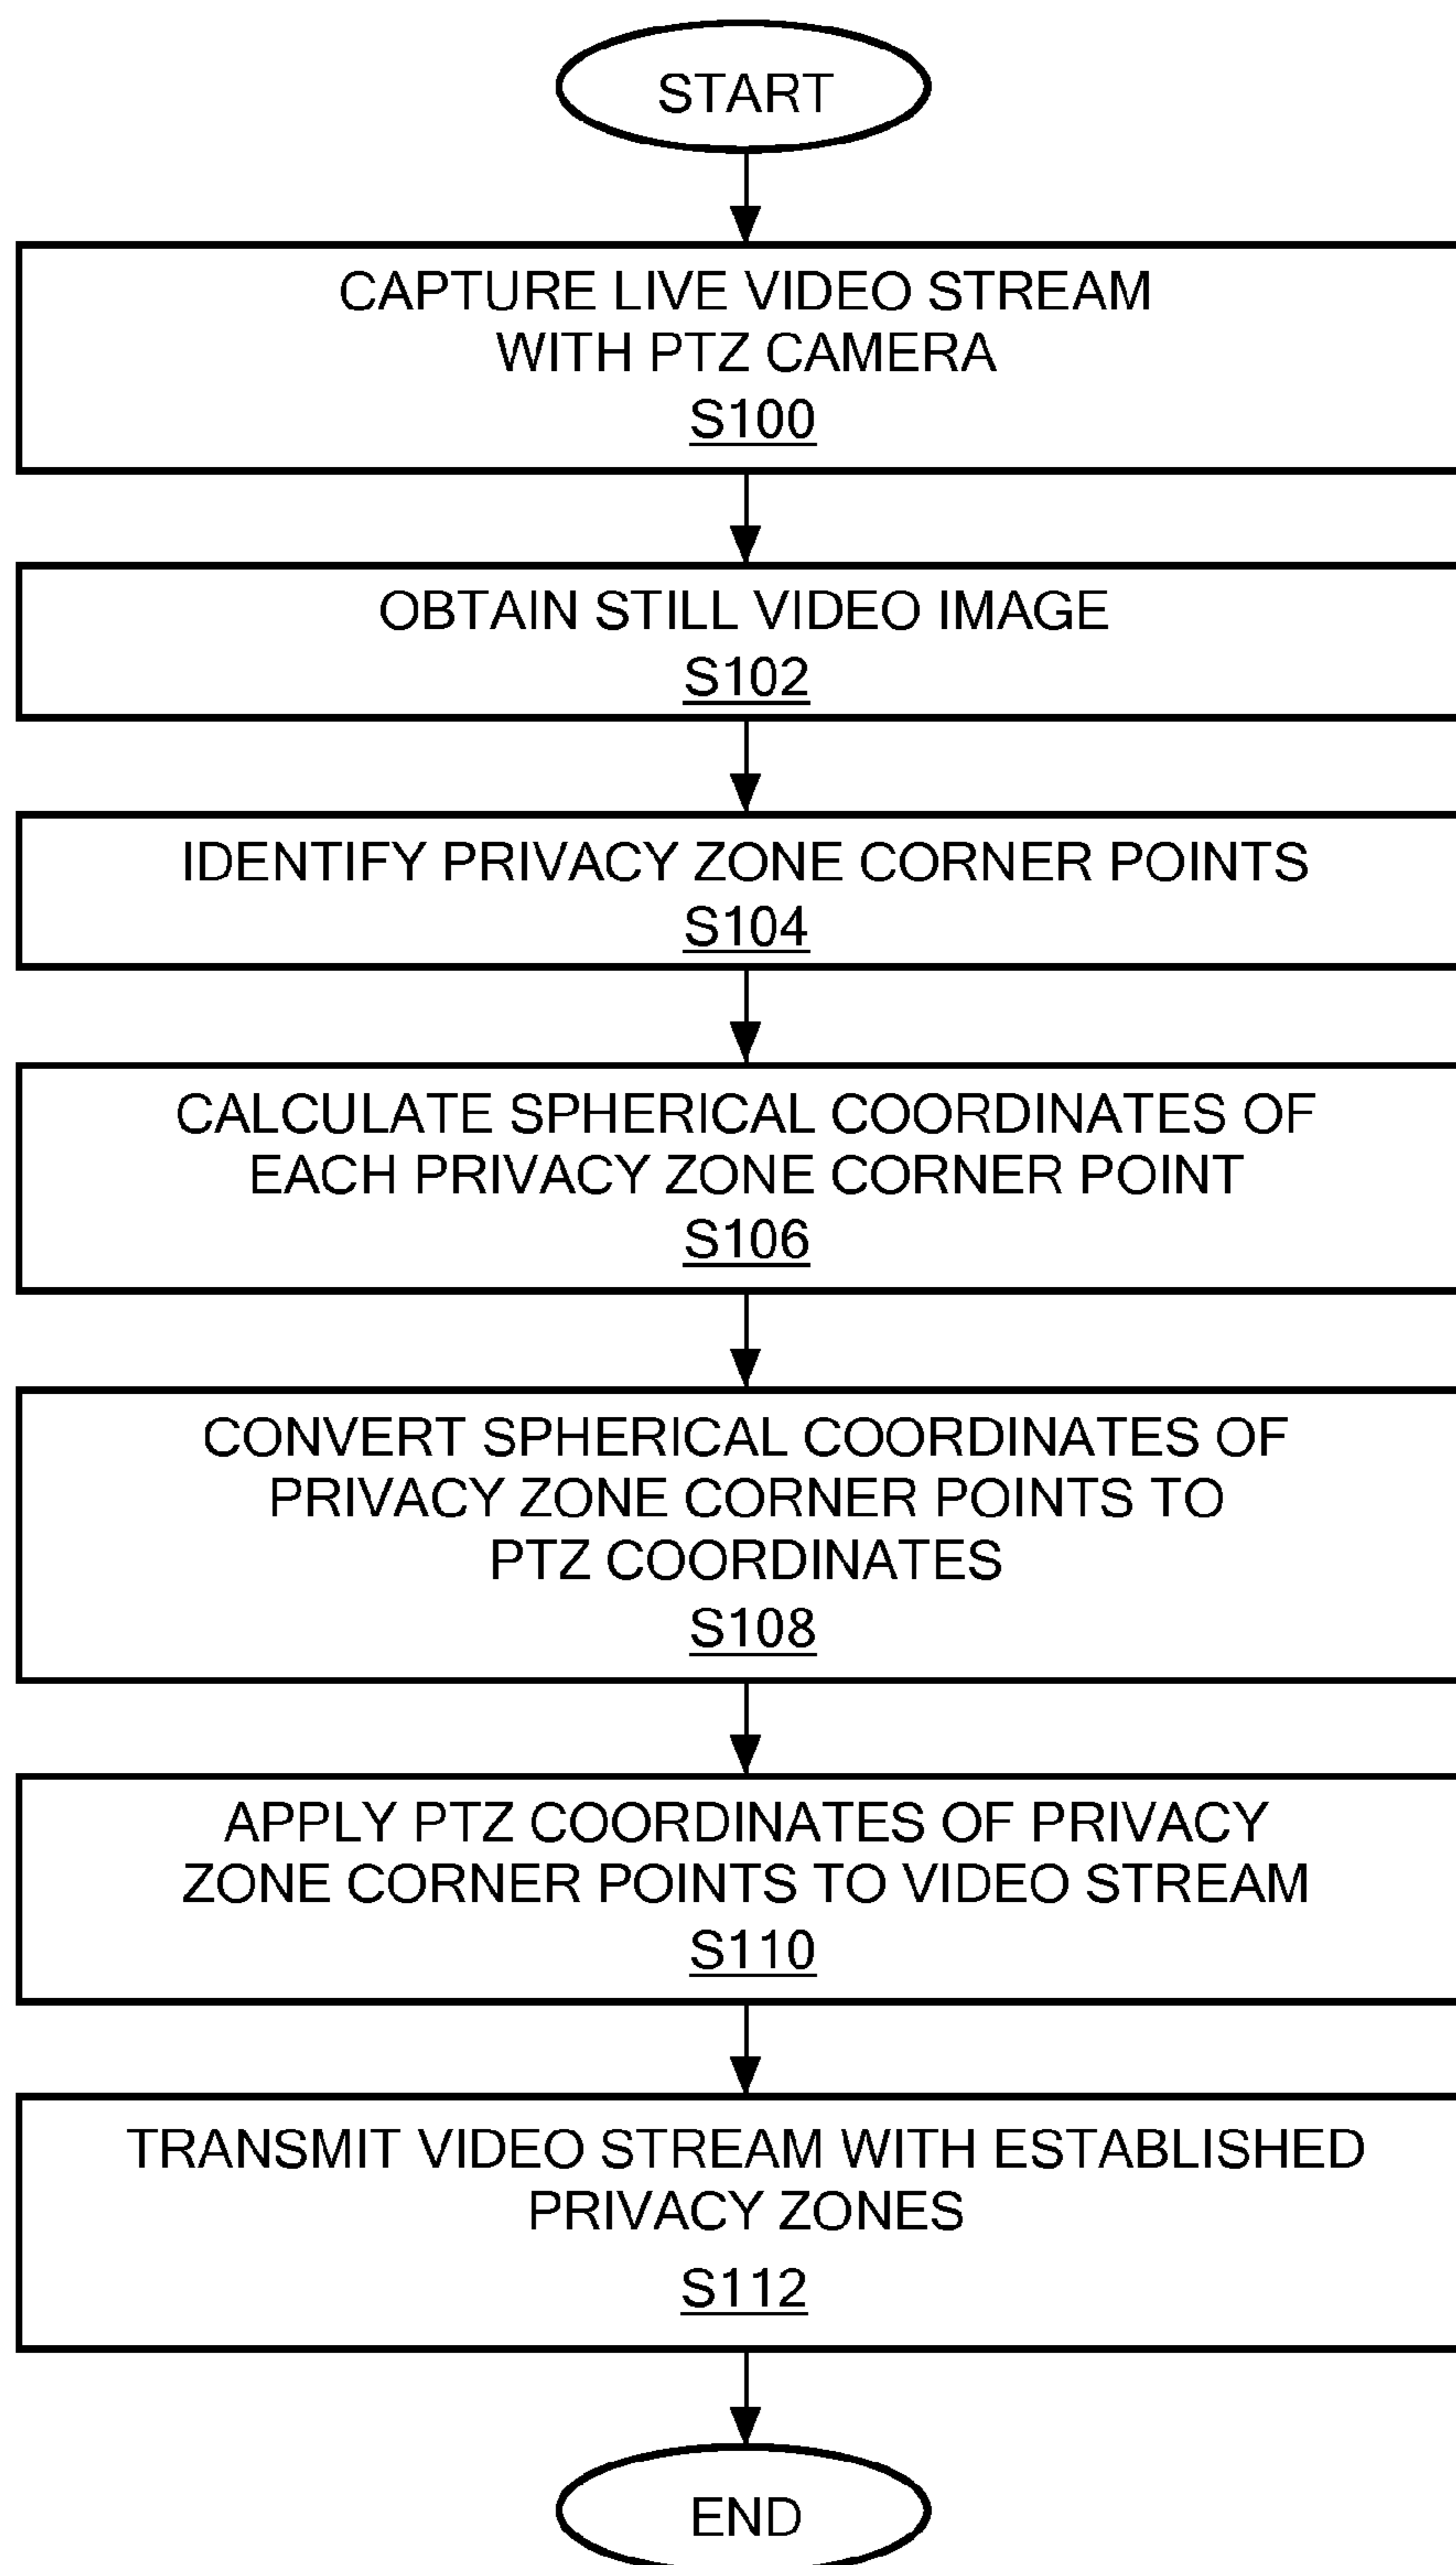 START
CAPTURE LIVE VIDEO STREAM
WITH PTZ CAMERA
S100
OBTAIN STILL VIDEO IMAGE
S102
IDENTIFY PRIVACY ZONE CORNER POINTS
S104
CALCULATE SPHERICAL COORDINATES OF
EACH PRIVACY ZONE CORNER POINT
S106
CONVERT SPHERICAL COORDINATES OF
PRIVACY ZONE CORNER POINTS TO
PTZ COORDINATES
S108
APPLY PTZ COORDINATES OF PRIVACY
ZONE CORNER POINTS TO VIDEO STREAM
S110
TRANSMIT VIDEO STREAM WITH ESTABLISHED
PRIVACY ZONES
S112
END